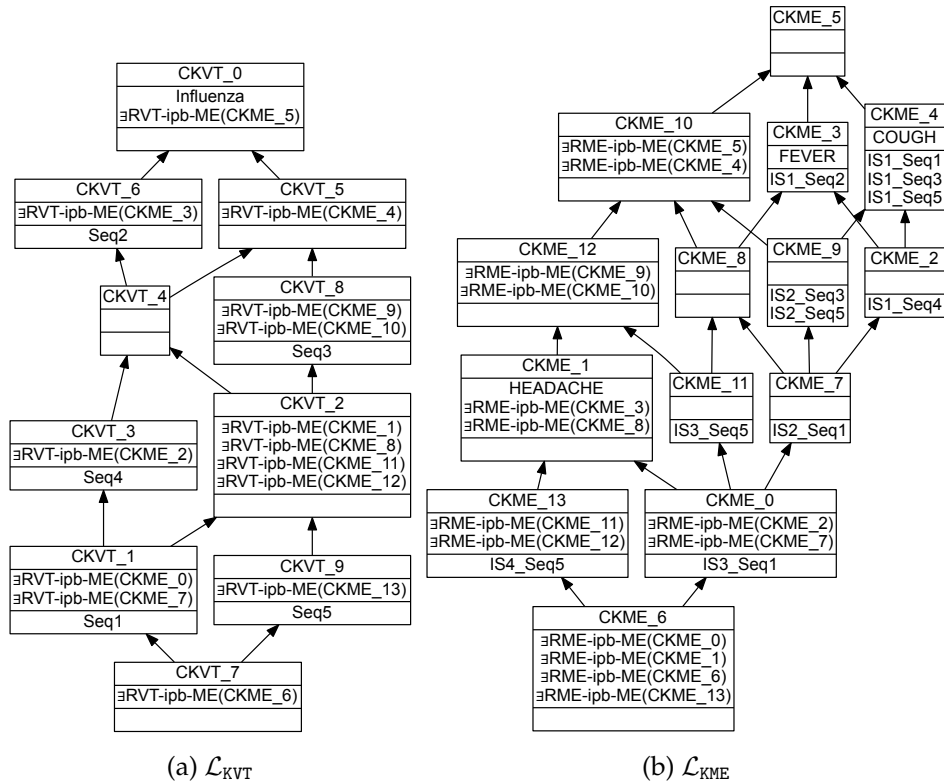 CKVT_0
Influenza
∃RVT-ipb-ME(CKME_5)
CKVT_6
∃RVT-ipb-ME(CKME_3)
Seq2
CKVT_5
∃RVT-ipb-ME(CKME_4)
CKVT_4
CKVT_8
∃RVT-ipb-ME(CKME_9)
∃RVT-ipb-ME(CKME_10)
Seq3
CKVT_3
∃RVT-ipb-ME(CKME_2)
Seq4
CKVT_2
∃RVT-ipb-ME(CKME_1)
∃RVT-ipb-ME(CKME_8)
∃RVT-ipb-ME(CKME_11)
∃RVT-ipb-ME(CKME_12)
CKVT_1
∃RVT-ipb-ME(CKME_0)
∃RVT-ipb-ME(CKME_7)
Seq1
CKVT_9
∃RVT-ipb-ME(CKME_13)
Seq5
CKVT_7
∃RVT-ipb-ME(CKME_6)
(a) ℒKVT
CKME_5
CKME_10
∃RME-ipb-ME(CKME_5)
∃RME-ipb-ME(CKME_4)
CKME_3
FEVER
IS1_Seq2
CKME_4
COUGH
IS1_Seq1
IS1_Seq3
IS1_Seq5
CKME_12
∃RME-ipb-ME(CKME_9)
∃RME-ipb-ME(CKME_10)
CKME_8
CKME_9
IS2_Seq3
IS2_Seq5
CKME_2
IS1_Seq4
CKME_1
HEADACHE
∃RME-ipb-ME(CKME_3)
∃RME-ipb-ME(CKME_8)
CKME_11
IS3_Seq5
CKME_7
IS2_Seq1
CKME_13
∃RME-ipb-ME(CKME_11)
∃RME-ipb-ME(CKME_12)
IS4_Seq5
CKME_0
∃RME-ipb-ME(CKME_2)
∃RME-ipb-ME(CKME_7)
IS3_Seq1
CKME_6
∃RME-ipb-ME(CKME_0)
∃RME-ipb-ME(CKME_1)
∃RME-ipb-ME(CKME_6)
∃RME-ipb-ME(CKME_13)
(b) ℒKME